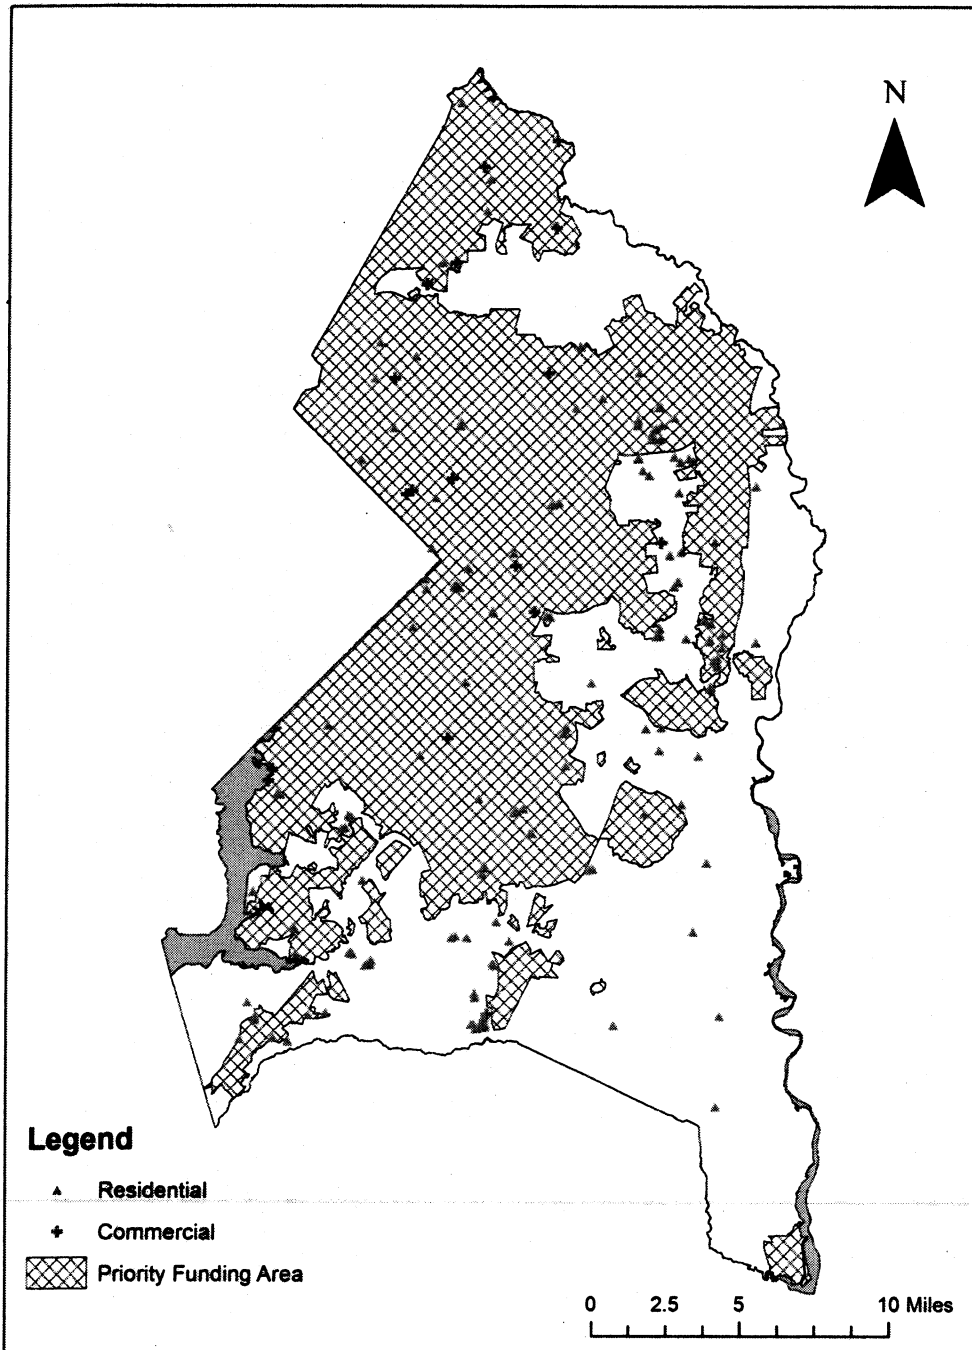 N
Legend
Residential
Commercial
Priority Funding Area
0 2.5 5 10 Miles